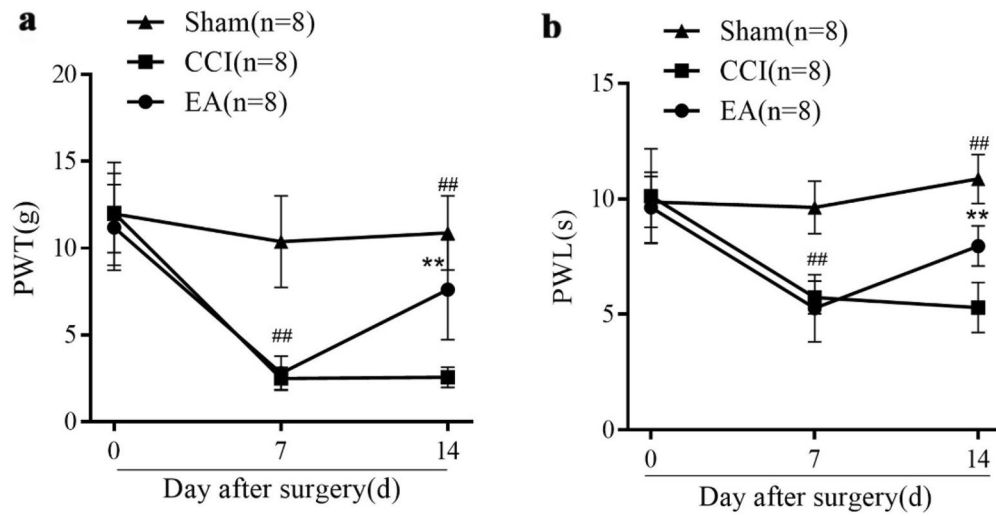 a
Sham(n=8)
CCI(n=8)
EA(n=8)
20
15
10
5
0
PWT(g)
##
**
##
0
7
14
Day after surgery(d)
b
Sham(n=8)
CCI(n=8)
EA(n=8)
15
10
5
0
PWL(s)
##
**
##
0
7
14
Day after surgery(d)